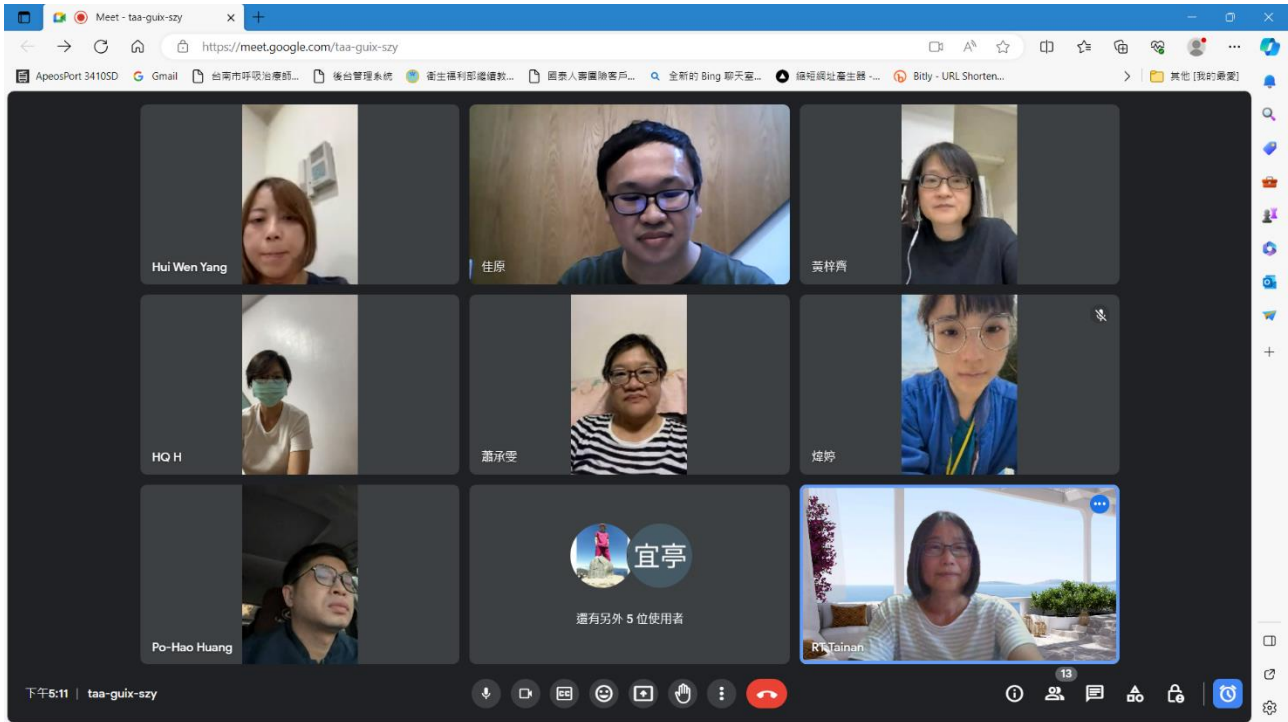 Meet - taa-guix-szy
https://meet.google.com/taa-guix-szy
ApeosPort 3410SD
Gmail
台南市呼吸治療師...
後台管理系統
衛生福利部繼續教...
國泰人壽團險客戶...
全新的 Bing 聊天室...
縮短網址產生器 -...
Bitly - URL Shorten...
其他 [我的最愛]
Hui Wen Yang
佳原
黃梓齊
HQ H
蕭承雯
煒婷
Po-Hao Huang
宜亭
還有另外 5 位使用者
RT Tainan
下午5:11 | taa-guix-szy
CC
13